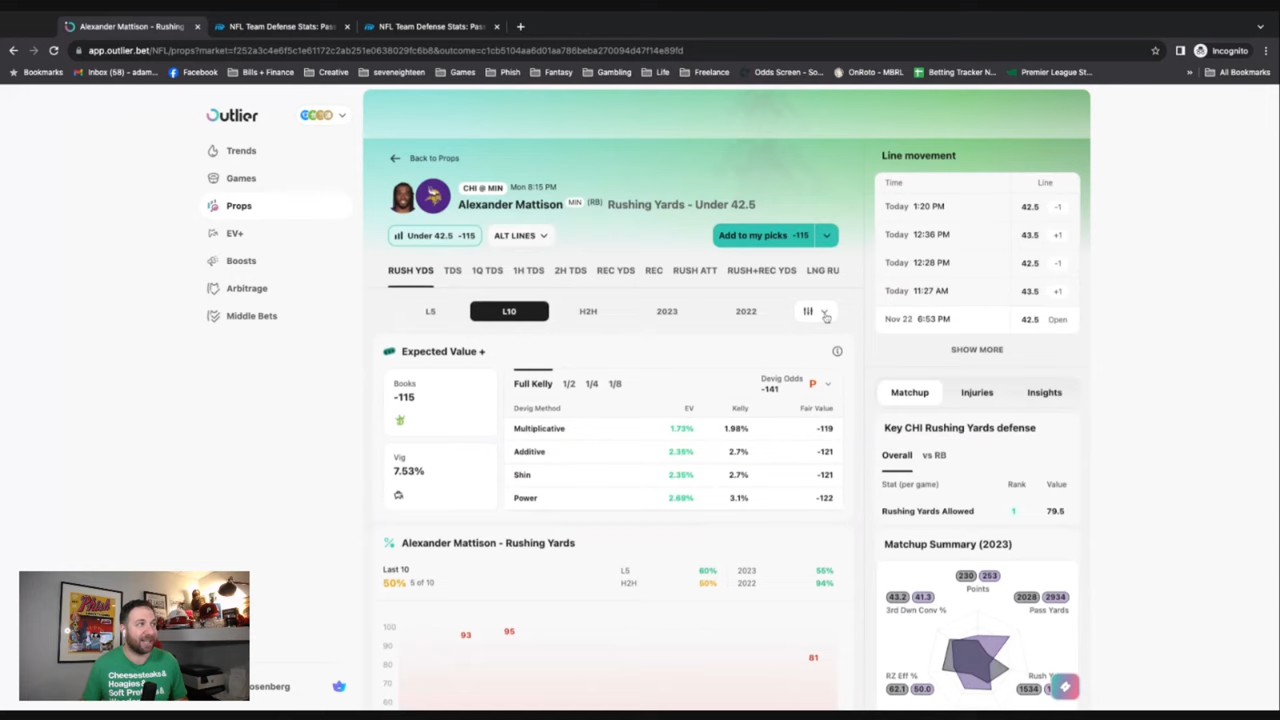 Alexander Mattison - Rushing
NFL Team Defense Stats: Pas
NFL Team Defense Stats: Pas
app.outlier.bet/NFL/props?market=f252a3c4e6f5c1e61172c2ab251e0638029fc6b8&outcome=c1cb5104aa6d01aa786beba270094d47f14e89fd
Incognito
Bookmarks
Inbox (58) - adam...
Facebook
Bills + Finance
Creative
seveneighteen
Games
Phish
Fantasy
Gambling
Life
Freelance
Odds Screen - So...
OnRoto - MBRL
Betting Tracker N...
Premier League St...
»
All Bookmarks
Outlier
Trends
Games
Props
EV+
Boosts
Arbitrage
Middle Bets
osenberg
Back to Props
CHI @ MIN Mon 8:15 PM
Alexander Mattison MIN (RB) Rushing Yards - Under 42.5
Under 42.5 -115
ALT LINES
Add to my picks -115
RUSH YDS TDS 1Q TDS 1H TDS 2H TDS REC YDS REC RUSH ATT RUSH+REC YDS LNG RU
L5 L10 H2H 2023 2022
Expected Value +
Books
-115
Vig
7.53%
Full Kelly 1/2 1/4 1/8
Devig Odds
-141
P
Devig Method EV Kelly Fair Value
Multiplicative 1.73% 1.98% -119
Additive 2.35% 2.7% -121
Shin 2.35% 2.7% -121
Power 2.69% 3.1% -122
Alexander Mattison - Rushing Yards
Last 10
50% 5 of 10
L5 60% 2023 55%
H2H 50% 2022 94%
100
90
80
70
60
93
95
81
Line movement
Time Line
Today 1:20 PM 42.5 -1
Today 12:36 PM 43.5 +1
Today 12:28 PM 42.5 -1
Today 11:27 AM 43.5 +1
Nov 22 6:53 PM 42.5 Open
SHOW MORE
Matchup Injuries Insights
Key CHI Rushing Yards defense
Overall vs RB
Stat (per game) Rank Value
Rushing Yards Allowed 1 79.5
Matchup Summary (2023)
230 253
Points
43.2 41.3
3rd Dwn Conv %
2028 2934
Pass Yards
RZ Eff %
62.1 50.0
Rush Y
1534
Phish
Cheesesteaks &
Hoagies &